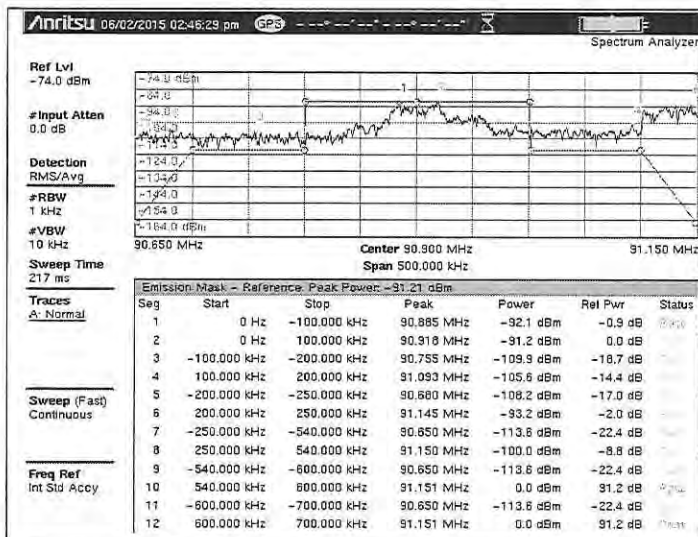 Anritsu 06/02/2015 02:46:29 pm GPS --°--'--"--°--'--"
Spectrum Analyzer
Ref Lvl
-74.0 dBm
#Input Atten
0.0 dB
Detection
RMS/Avg
#RBW
1 kHz
#VBW
10 kHz
Sweep Time
217 ms
Traces
A: Normal
Sweep (Fast)
Continuous
Freq Ref
Int Std Accy
-74.0 dBm
-84.0
-94.0
-124.0
-134.0
-144.0
-154.0
-164.0 dBm
1
90.650 MHz Center 90.900 MHz 91.150 MHz
Span 500.000 kHz
Emission Mask - Reference: Peak Power: -91.21 dBm
Seg Start Stop Peak Power Rel Pwr Status
1 0 Hz -100.000 kHz 90.885 MHz -92.1 dBm -0.9 dB
2 0 Hz 100.000 kHz 90.918 MHz -91.2 dBm 0.0 dB
3 -100.000 kHz -200.000 kHz 90.755 MHz -109.9 dBm -18.7 dB
4 100.000 kHz 200.000 kHz 91.093 MHz -105.6 dBm -14.4 dB
5 -200.000 kHz -250.000 kHz 90.680 MHz -108.2 dBm -17.0 dB
6 200.000 kHz 250.000 kHz 91.145 MHz -93.2 dBm -2.0 dB
7 -250.000 kHz -540.000 kHz 90.650 MHz -113.6 dBm -22.4 dB
8 250.000 kHz 540.000 kHz 91.150 MHz -100.0 dBm -8.8 dB
9 -540.000 kHz -600.000 kHz 90.650 MHz -113.6 dBm -22.4 dB
10 540.000 kHz 600.000 kHz 91.151 MHz 0.0 dBm 91.2 dB
11 -600.000 kHz -700.000 kHz 90.650 MHz -113.6 dBm -22.4 dB
12 600.000 kHz 700.000 kHz 91.151 MHz 0.0 dBm 91.2 dB